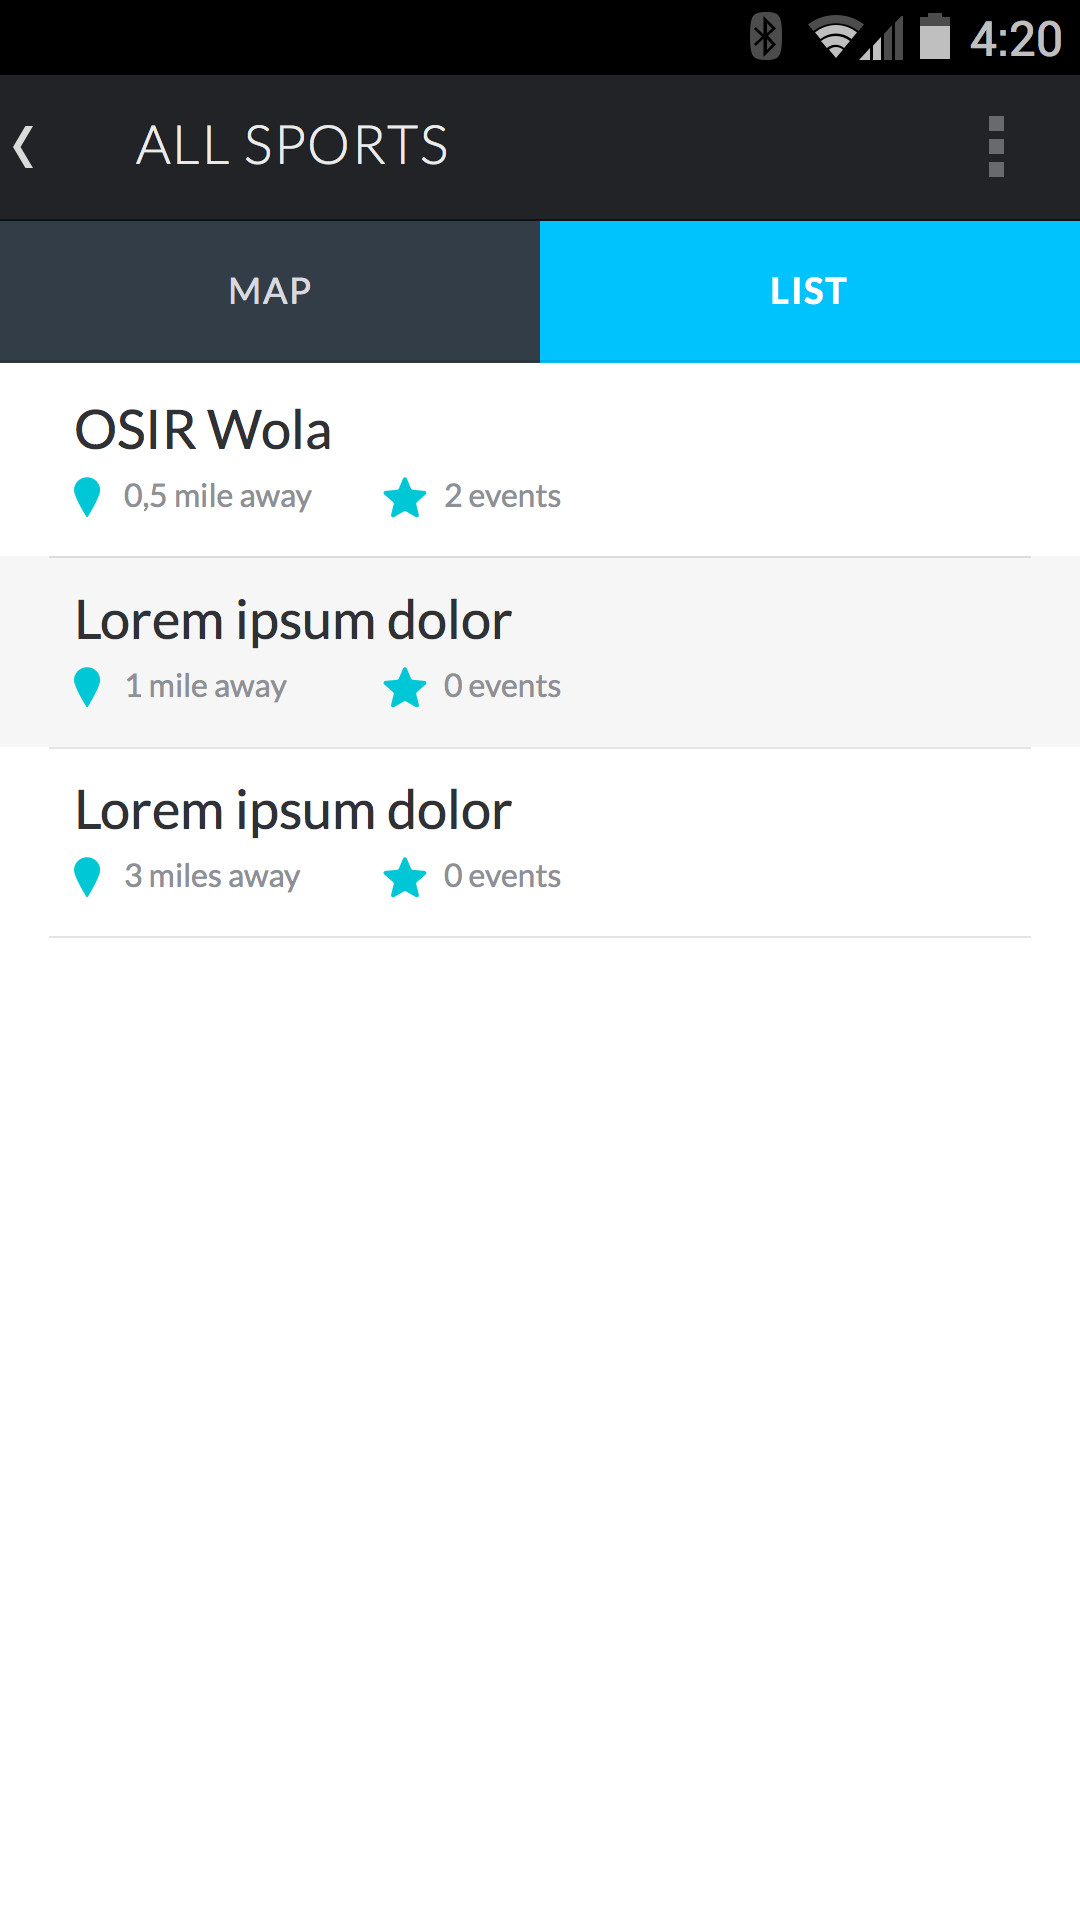 4:20
ALL SPORTS
MAP
LIST
OSIR Wola
0,5 mile away
2 events
Lorem ipsum dolor
1 mile away
0 events
Lorem ipsum dolor
3 miles away
0 events